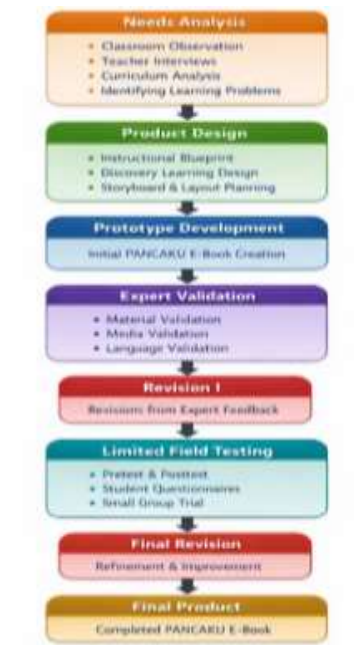 Needs Analysis
• Classroom Observation
• Teacher Interviews
• Curriculum Analysis
• Identifying Learning Problems
Product Design
• Instructional Blueprint
• Discovery Learning Design
• Storyboard & Layout Planning
Prototype Development
Initial PANCAKU E-Book Creation
Expert Validation
• Material Validation
• Media Validation
• Language Validation
Revision I
Revisions from Expert Feedback
Limited Field Testing
• Pretest & Posttest
• Student Questionnaires
• Small Group Trial
Final Revision
Refinement & Improvement
Final Product
Completed PANCAKU E-Book